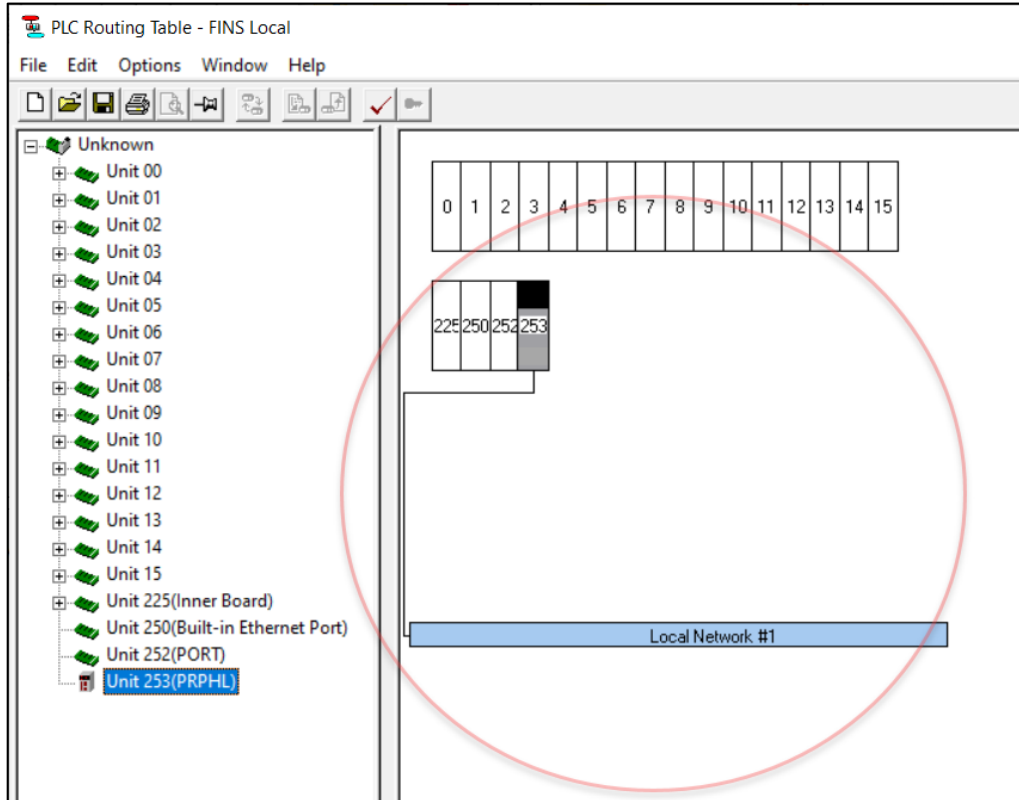 PLC Routing Table - FINS Local
File Edit Options Window Help
Unknown
Unit 00
Unit 01
Unit 02
Unit 03
Unit 04
Unit 05
Unit 06
Unit 07
Unit 08
Unit 09
Unit 10
Unit 11
Unit 12
Unit 13
Unit 14
Unit 15
Unit 225(Inner Board)
Unit 250(Built-in Ethernet Port)
Unit 252(PORT)
Unit 253(PRPHL)
0 1 2 3 4 5 6 7 8 9 10 11 12 13 14 15
225 250 252 253
Local Network #1